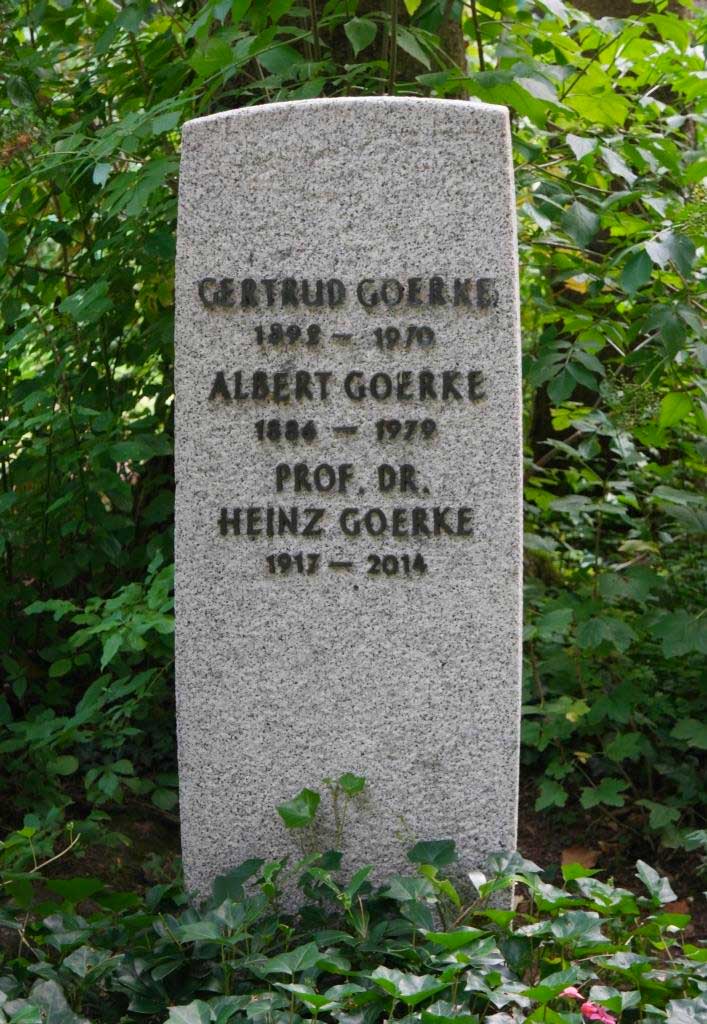 GERTRUD GOERKE
1892 – 1970
ALBERT GOERKE
1886 – 1979
PROF. DR.
HEINZ GOERKE
1917 – 2014